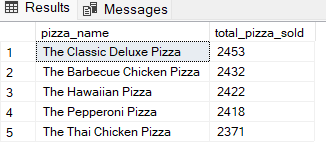 Results Messages
pizza_name total_pizza_sold
1 The Classic Deluxe Pizza 2453
2 The Barbecue Chicken Pizza 2432
3 The Hawaiian Pizza 2422
4 The Pepperoni Pizza 2418
5 The Thai Chicken Pizza 2371